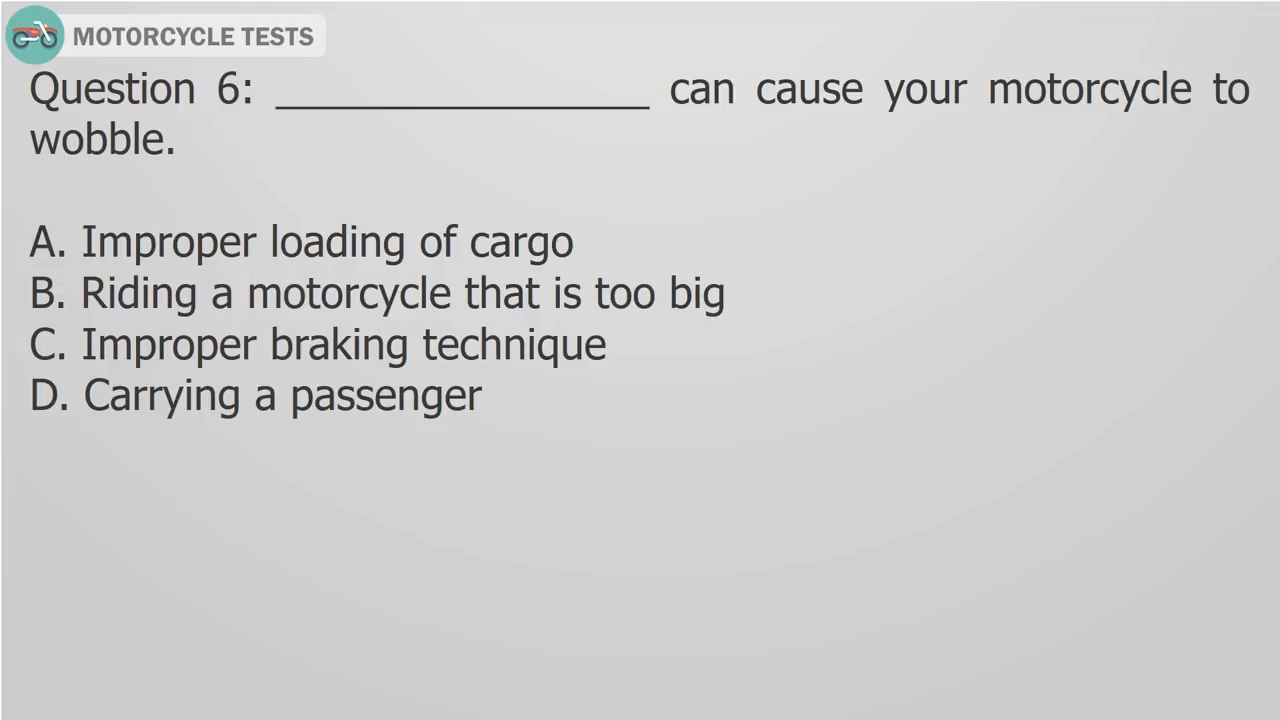 MOTORCYCLE TESTS
Question 6: ________________ can cause your motorcycle to
wobble.
A. Improper loading of cargo
B. Riding a motorcycle that is too big
C. Improper braking technique
D. Carrying a passenger